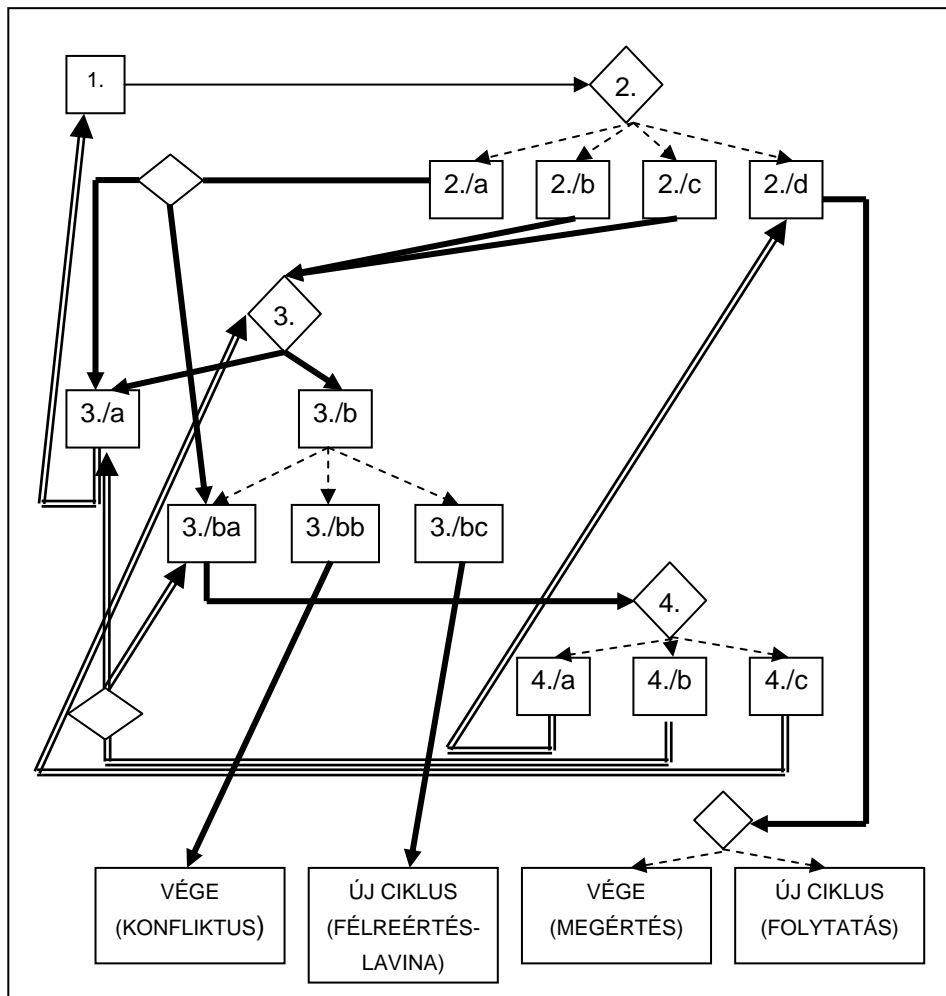 1.
2.
2./a
2./b
2./c
2./d
3.
3./a
3./b
3./ba
3./bb
3./bc
4.
4./a
4./b
4./c
VÉGE
(KONFLIKTUS)
ÚJ CIKLUS
(FÉLREÉRTÉS-
LAVINA)
VÉGE
(MEGÉRTÉS)
ÚJ CIKLUS
(FOLYTATÁS)